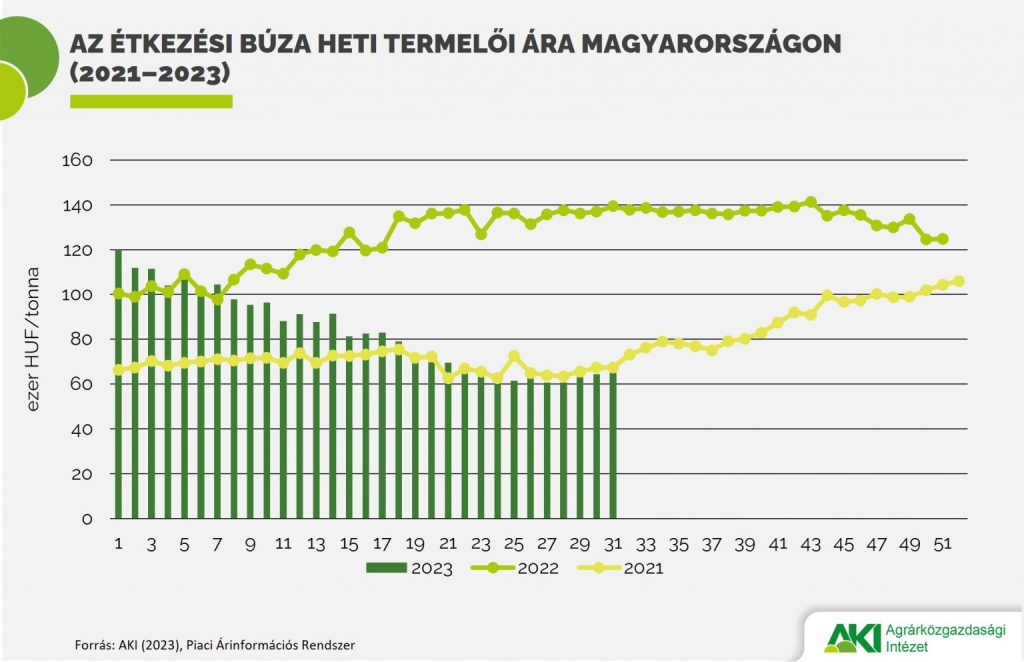 AZ ÉTKEZÉSI BÚZA HETI TERMELŐI ÁRA MAGYARORSZÁGON
(2021–2023)
160
140
120
100
80
60
40
20
0
ezer HUF/tonna
1 3 5 7 9 11 13 15 17 19 21 23 25 27 29 31 33 35 37 39 41 43 45 47 49 51
2023 2022 2021
Forrás: AKI (2023), Piaci Árinformációs Rendszer
AKI Agrárközgazdasági
Intézet